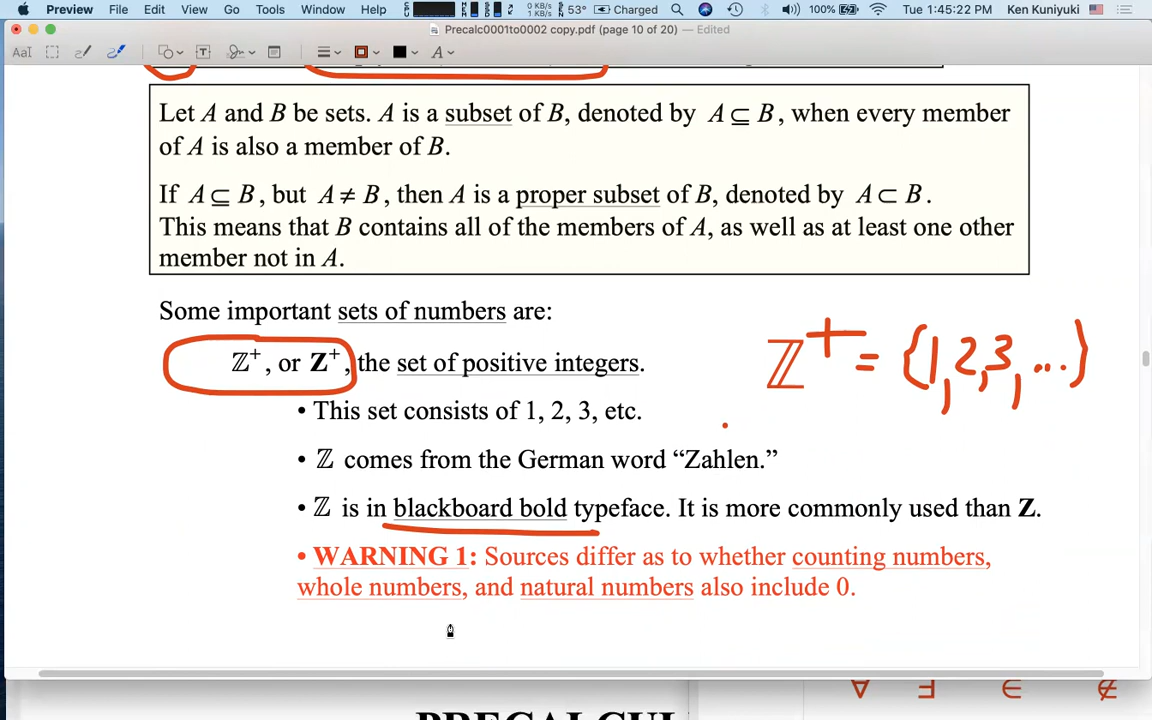 Preview File Edit View Go Tools Window Help 0 KB/s 1 KB/s 53° Charged 100% Tue 1:45:22 PM Ken Kuniyuki
Precalc0001to0002 copy.pdf (page 10 of 20) — Edited
AaI T A
Let A and B be sets. A is a subset of B, denoted by A ⊆ B, when every member
of A is also a member of B.
If A ⊆ B, but A ≠ B, then A is a proper subset of B, denoted by A ⊂ B.
This means that B contains all of the members of A, as well as at least one other
member not in A.
Some important sets of numbers are:
ℤ⁺, or Z⁺, the set of positive integers.
ℤ⁺ = {1, 2, 3, ...}
• This set consists of 1, 2, 3, etc.
• ℤ comes from the German word “Zahlen.”
• ℤ is in blackboard bold typeface. It is more commonly used than Z.
• WARNING 1: Sources differ as to whether counting numbers,
whole numbers, and natural numbers also include 0.
∀ ∃ ∈ ∉